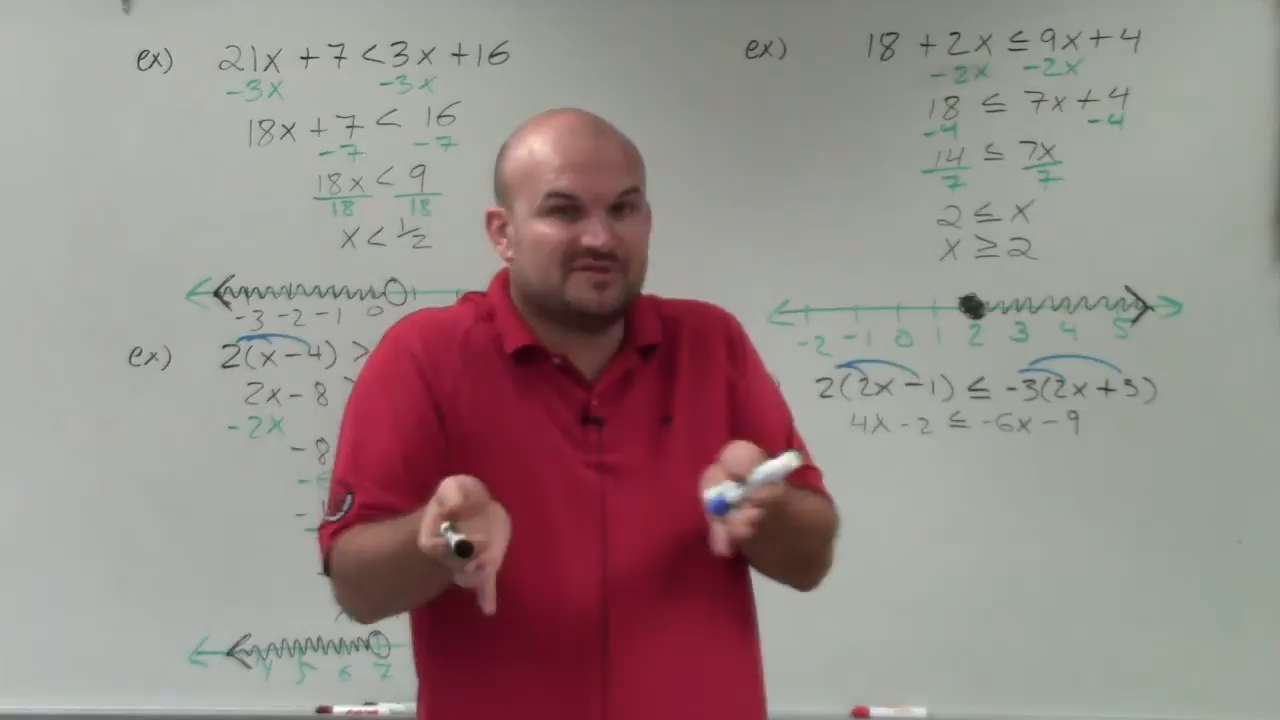 ex) 21x + 7 < 3x + 16
-3x -3x
18x + 7 < 16
-7 -7
18x < 9
18 18
x < 1/2
-3 -2 -1 0
ex) 2(x - 4) >
2x - 8
-2x
-8
4 5 6 7
ex) 18 + 2x ≤ 9x + 4
-2x -2x
18 ≤ 7x + 4
-4 -4
14 ≤ 7x
7 7
2 ≤ x
x ≥ 2
-2 -1 0 1 2 3 4 5
2(2x - 1) ≤ -3(2x + 3)
4x - 2 ≤ -6x - 9